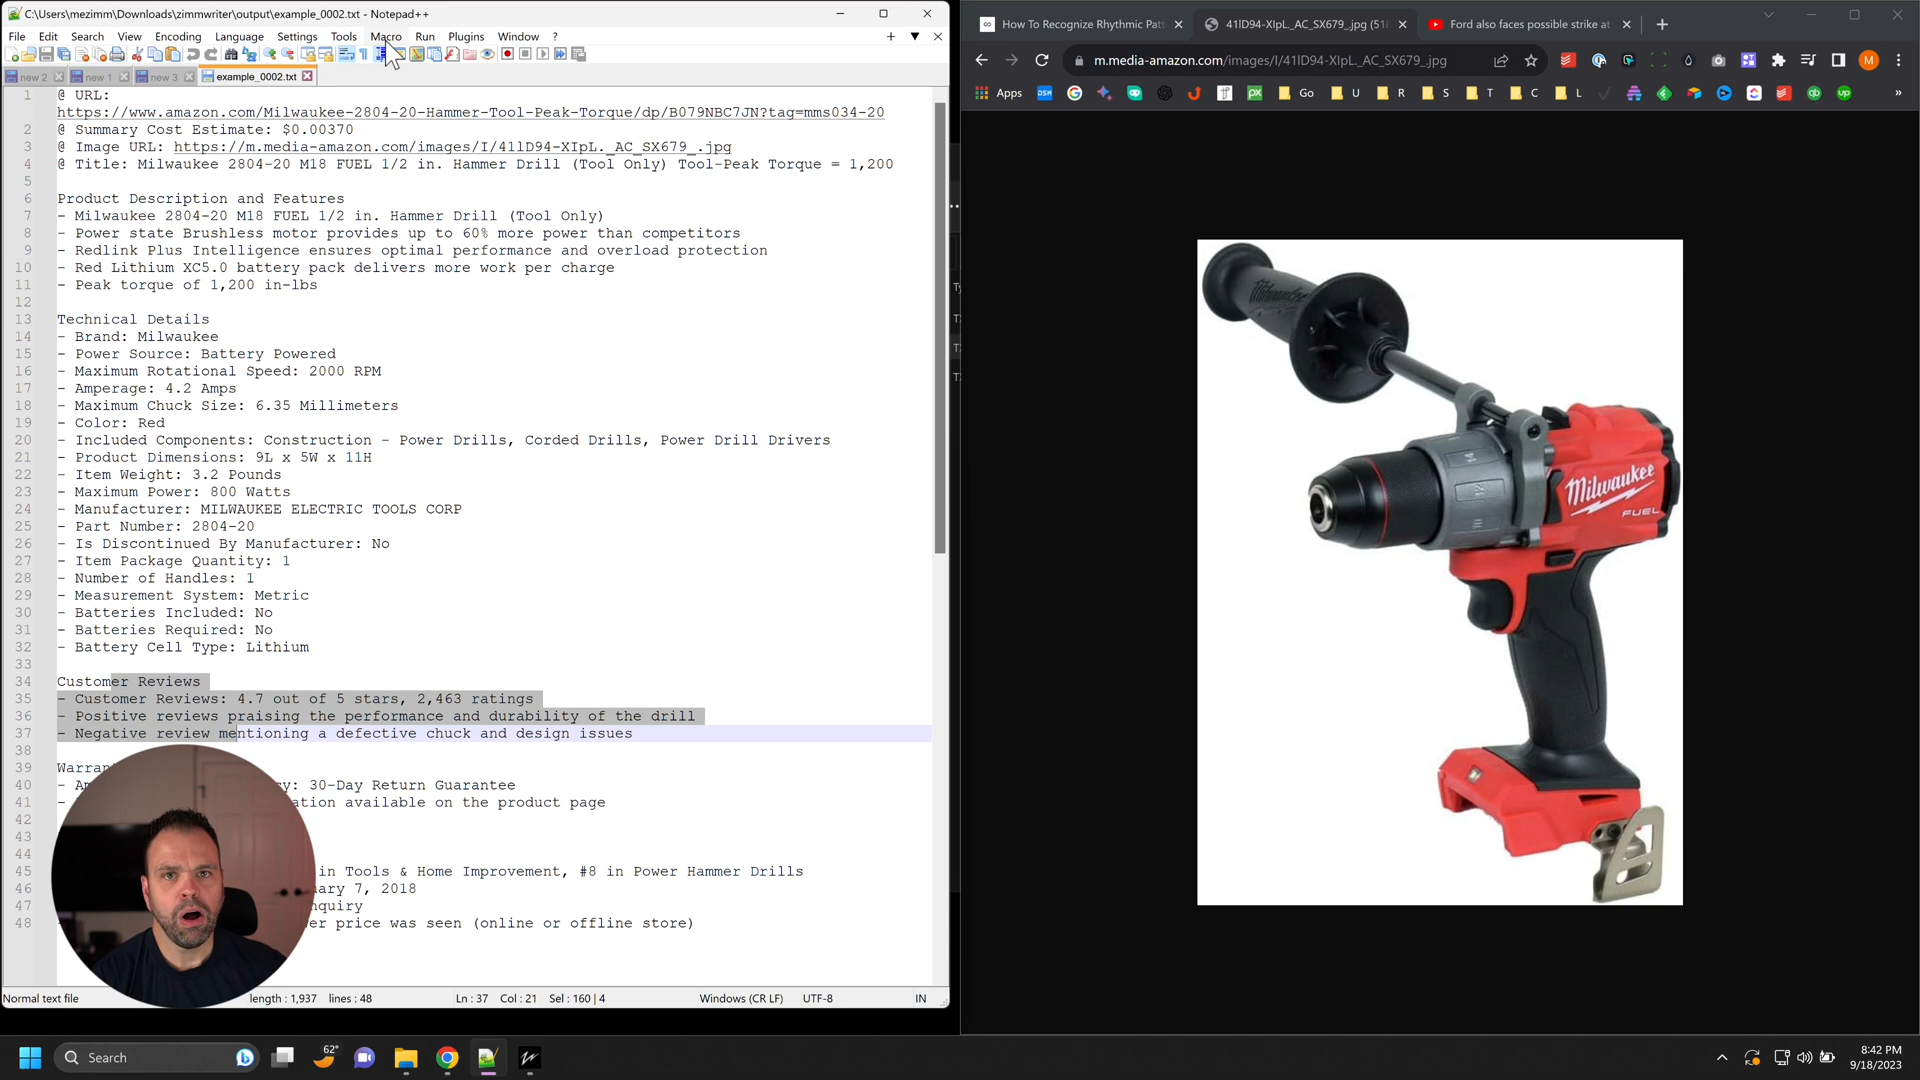 C:\Users\mezimm\Downloads\zimmwriter\output\example_0002.txt - Notepad++
File Edit Search View Encoding Language Settings Tools Macro Run Plugins Window ?
new 2 new 1 new 3 example_0002.txt
1 @ URL:
https://www.amazon.com/Milwaukee-2804-20-Hammer-Tool-Peak-Torque/dp/B079NBC7JN?tag=mms034-20
2 @ Summary Cost Estimate: $0.00370
3 @ Image URL: https://m.media-amazon.com/images/I/41lD94-XIpL._AC_SX679_.jpg
4 @ Title: Milwaukee 2804-20 M18 FUEL 1/2 in. Hammer Drill (Tool Only) Tool-Peak Torque = 1,200
5
6 Product Description and Features
7 - Milwaukee 2804-20 M18 FUEL 1/2 in. Hammer Drill (Tool Only)
8 - Power state Brushless motor provides up to 60% more power than competitors
9 - Redlink Plus Intelligence ensures optimal performance and overload protection
10 - Red Lithium XC5.0 battery pack delivers more work per charge
11 - Peak torque of 1,200 in-lbs
12
13 Technical Details
14 - Brand: Milwaukee
15 - Power Source: Battery Powered
16 - Maximum Rotational Speed: 2000 RPM
17 - Amperage: 4.2 Amps
18 - Maximum Chuck Size: 6.35 Millimeters
19 - Color: Red
20 - Included Components: Construction - Power Drills, Corded Drills, Power Drill Drivers
21 - Product Dimensions: 9L x 5W x 11H
22 - Item Weight: 3.2 Pounds
23 - Maximum Power: 800 Watts
24 - Manufacturer: MILWAUKEE ELECTRIC TOOLS CORP
25 - Part Number: 2804-20
26 - Is Discontinued By Manufacturer: No
27 - Item Package Quantity: 1
28 - Number of Handles: 1
29 - Measurement System: Metric
30 - Batteries Included: No
31 - Batteries Required: No
32 - Battery Cell Type: Lithium
33
34 Customer Reviews
35 - Customer Reviews: 4.7 out of 5 stars, 2,463 ratings
36 - Positive reviews praising the performance and durability of the drill
37 - Negative review mentioning a defective chuck and design issues
38
39 Warran
40 - Am cy: 30-Day Return Guarantee
41 - ation available on the product page
42
43
44
45 in Tools & Home Improvement, #8 in Power Hammer Drills
46 uary 7, 2018
47 nquiry
48 er price was seen (online or offline store)
Normal text file length : 1,937 lines : 48 Ln : 37 Col : 21 Sel : 160 | 4 Windows (CR LF) UTF-8 IN
How To Recognize Rhythmic Pat 41lD94-XIpL._AC_SX679_.jpg (518 Ford also faces possible strike at
m.media-amazon.com/images/I/41lD94-XIpL._AC_SX679_.jpg
Apps Go U R S T C L
Milwaukee
Milwaukee
FUEL
Search 62°
8:42 PM
9/18/2023